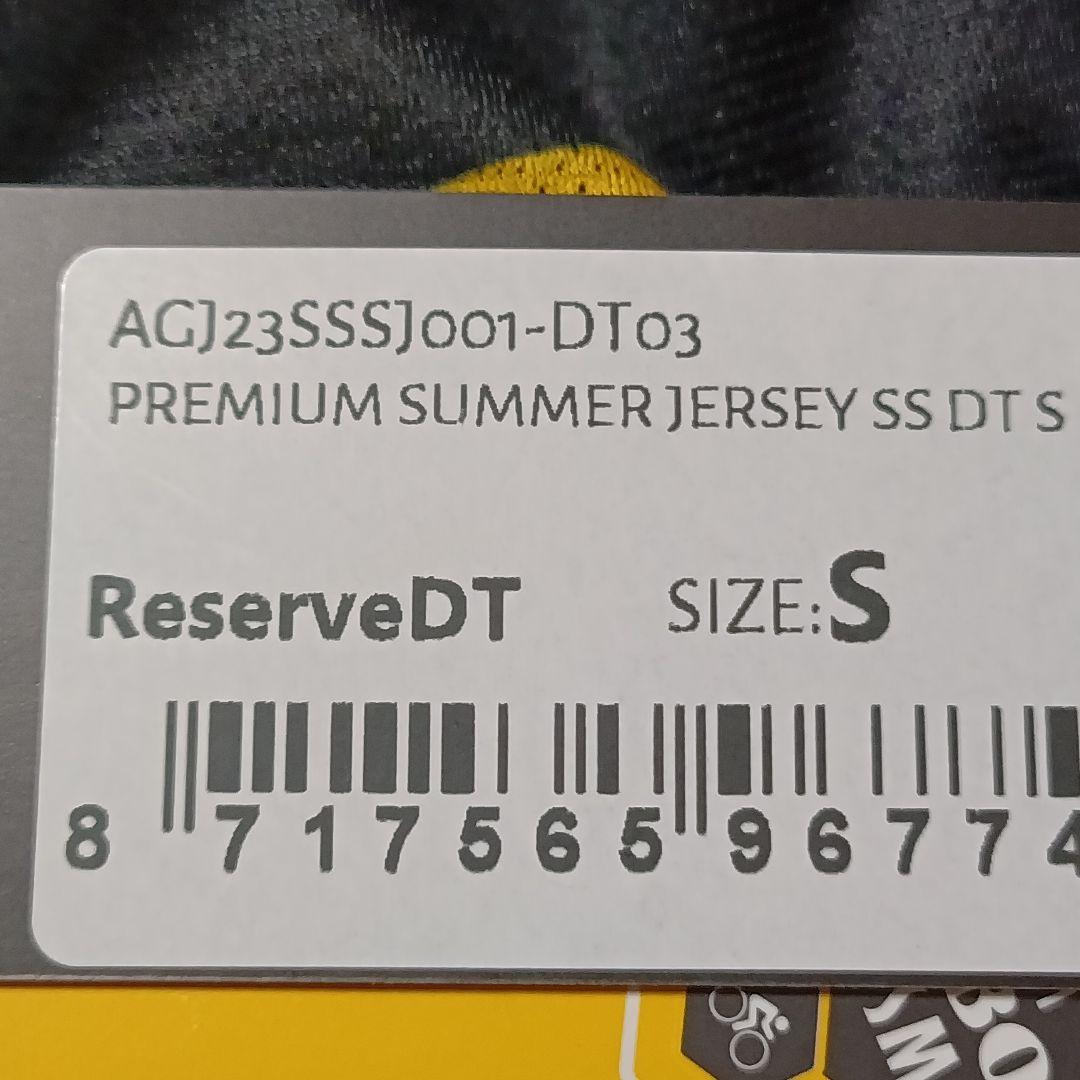 AGJ23SSSJ001-DT03
PREMIUM SUMMER JERSEY SS DT S
ReserveDT SIZE:S
8 717565 96774